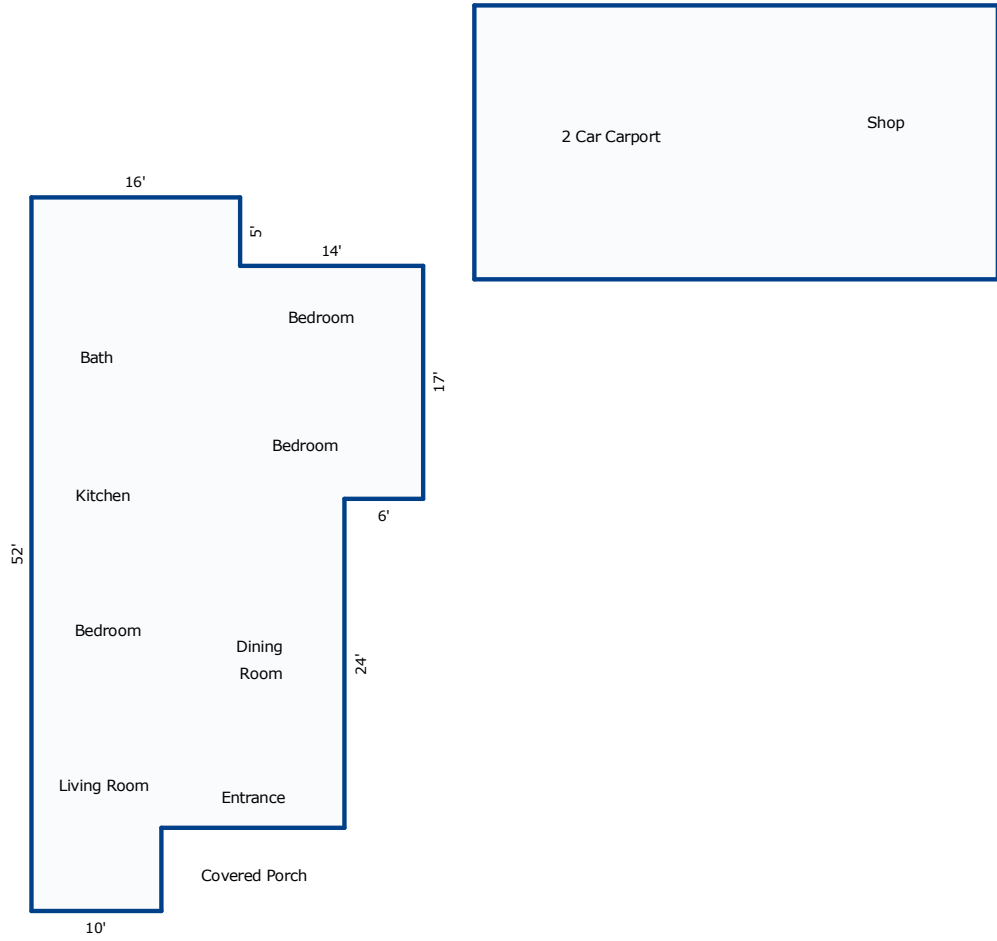 2 Car Carport
Shop
16'
5'
14'
Bedroom
Bath
17'
Bedroom
Kitchen
6'
52'
Bedroom
Dining
Room
24'
Living Room
Entrance
Covered Porch
10'